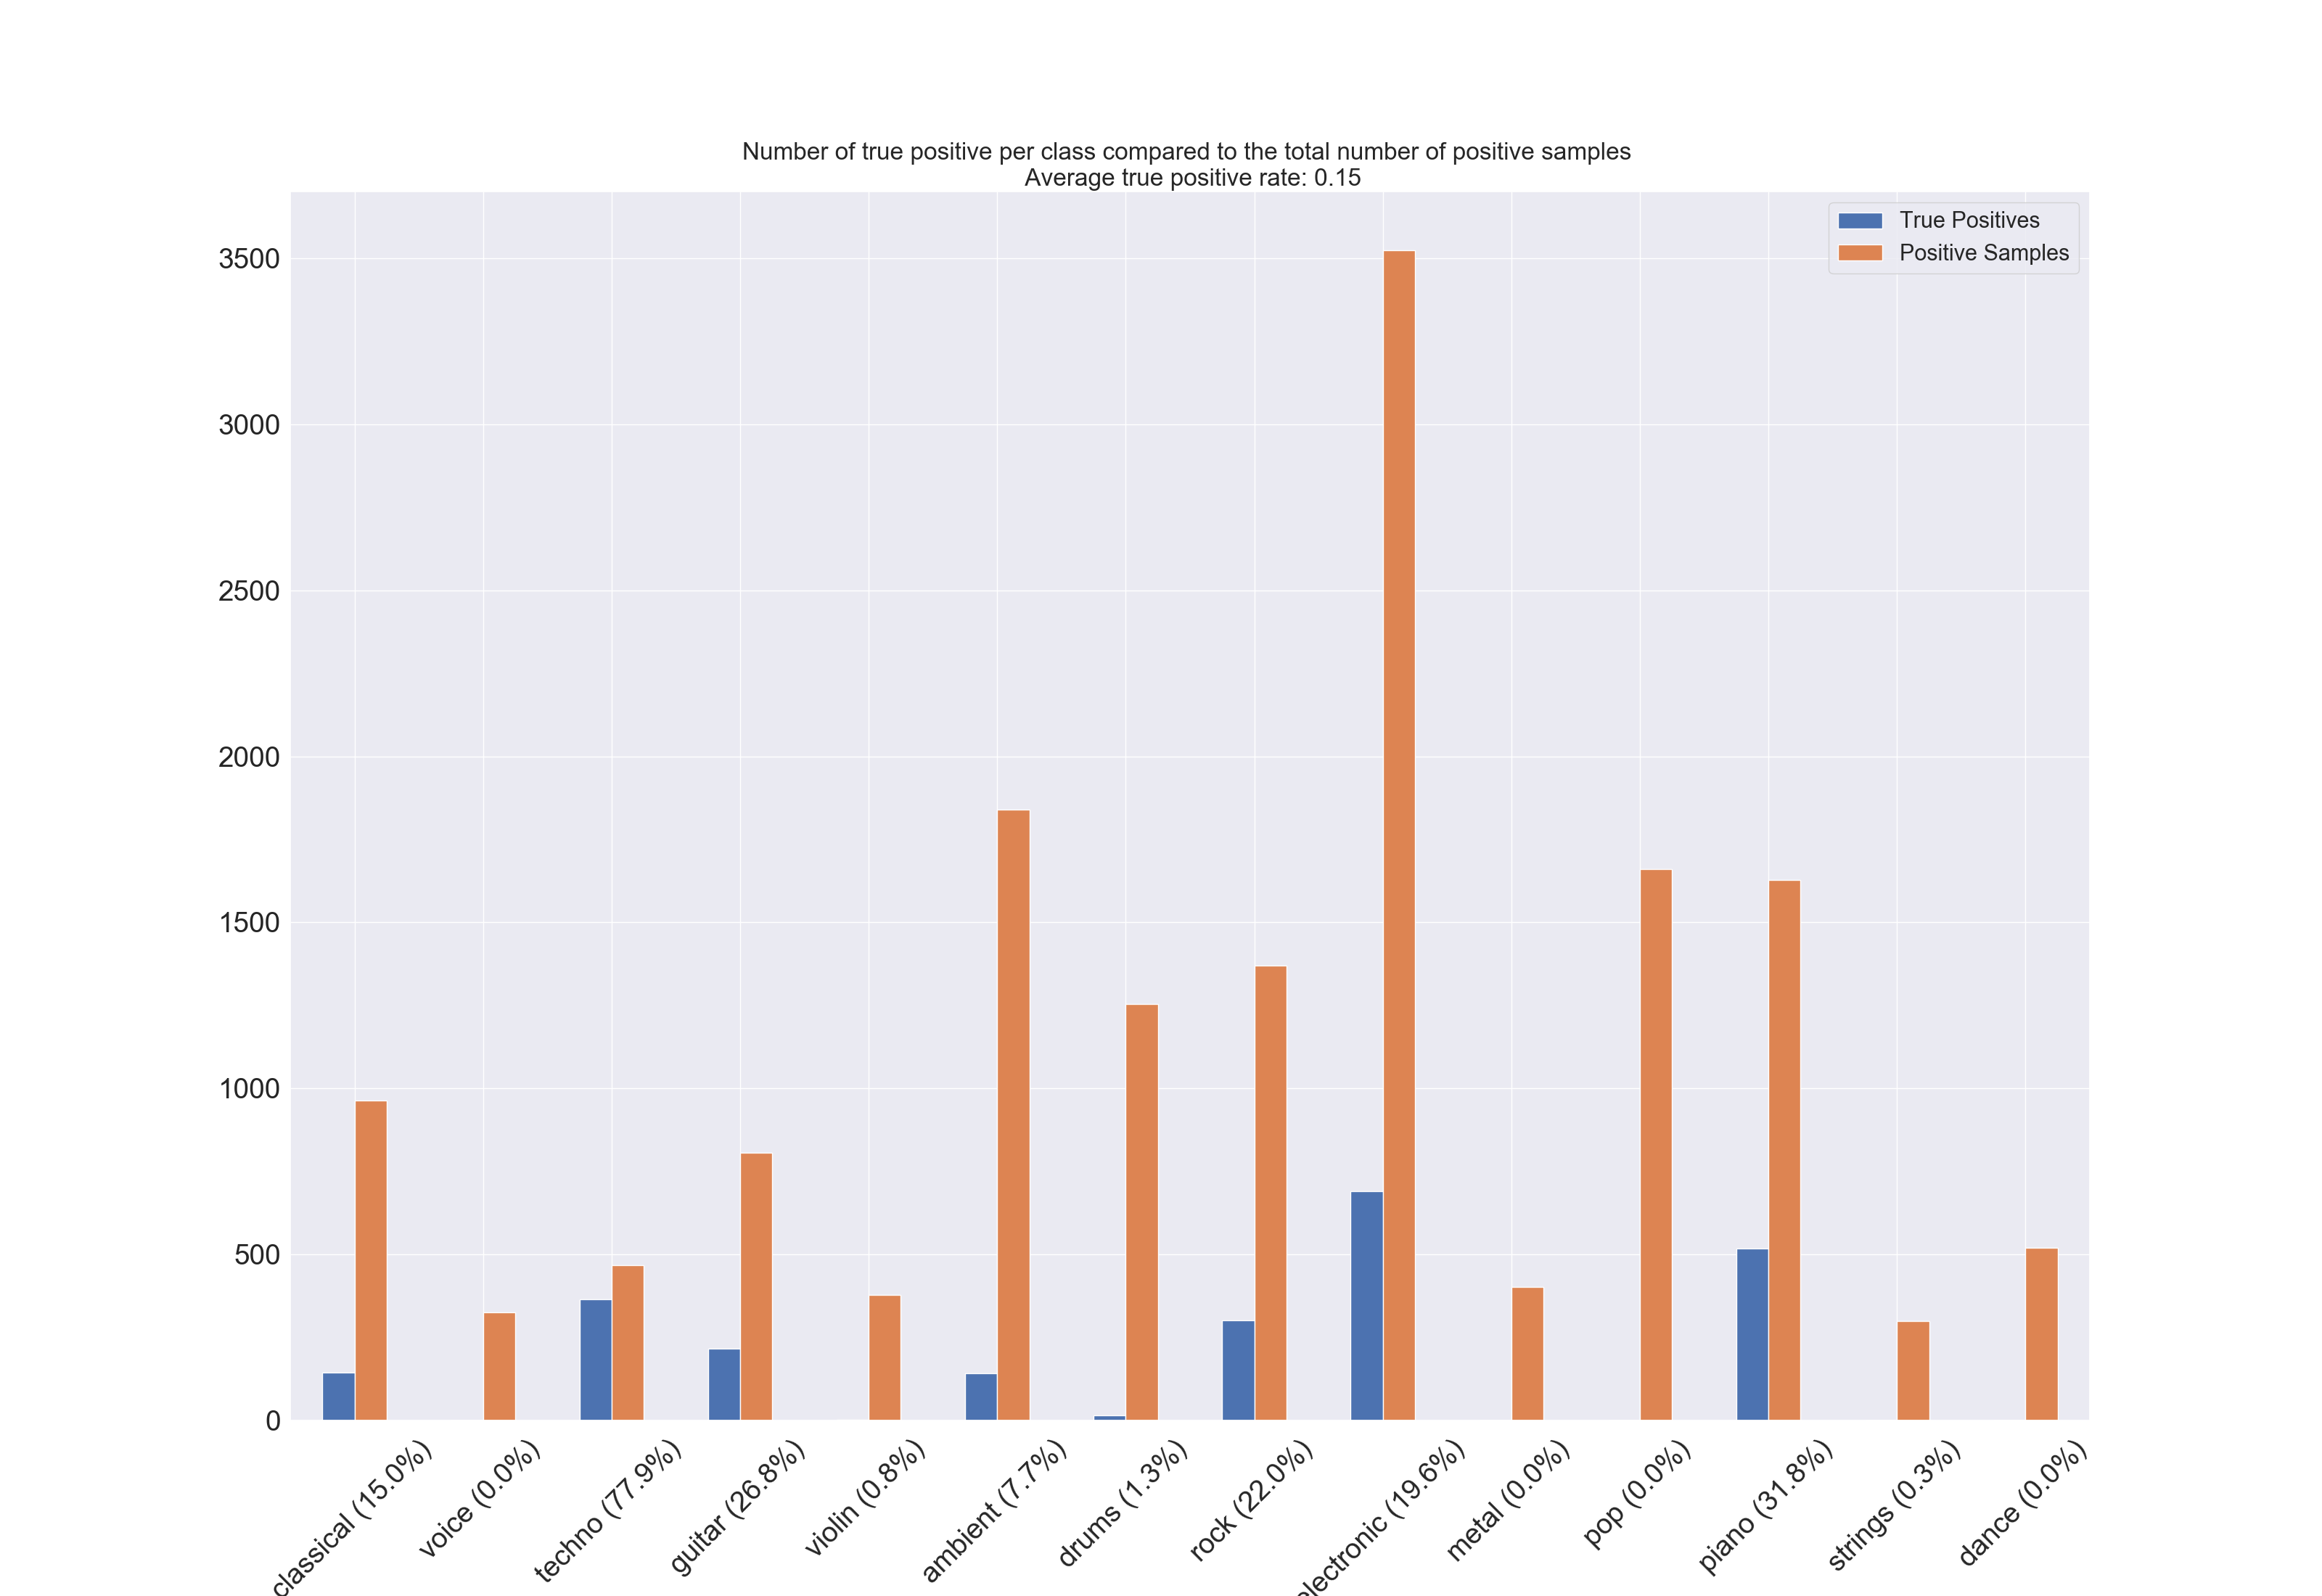 Number of true positive per class compared to the total number of positive samples
Average true positive rate: 0.15
True Positives
Positive Samples
3500
3000
2500
2000
1500
1000
500
0
classical (15.0%)
voice (0.0%)
techno (77.9%)
guitar (26.8%)
violin (0.8%)
ambient (7.7%)
drums (1.3%)
rock (22.0%)
electronic (19.6%)
metal (0.0%)
pop (0.0%)
piano (31.8%)
strings (0.3%)
dance (0.0%)